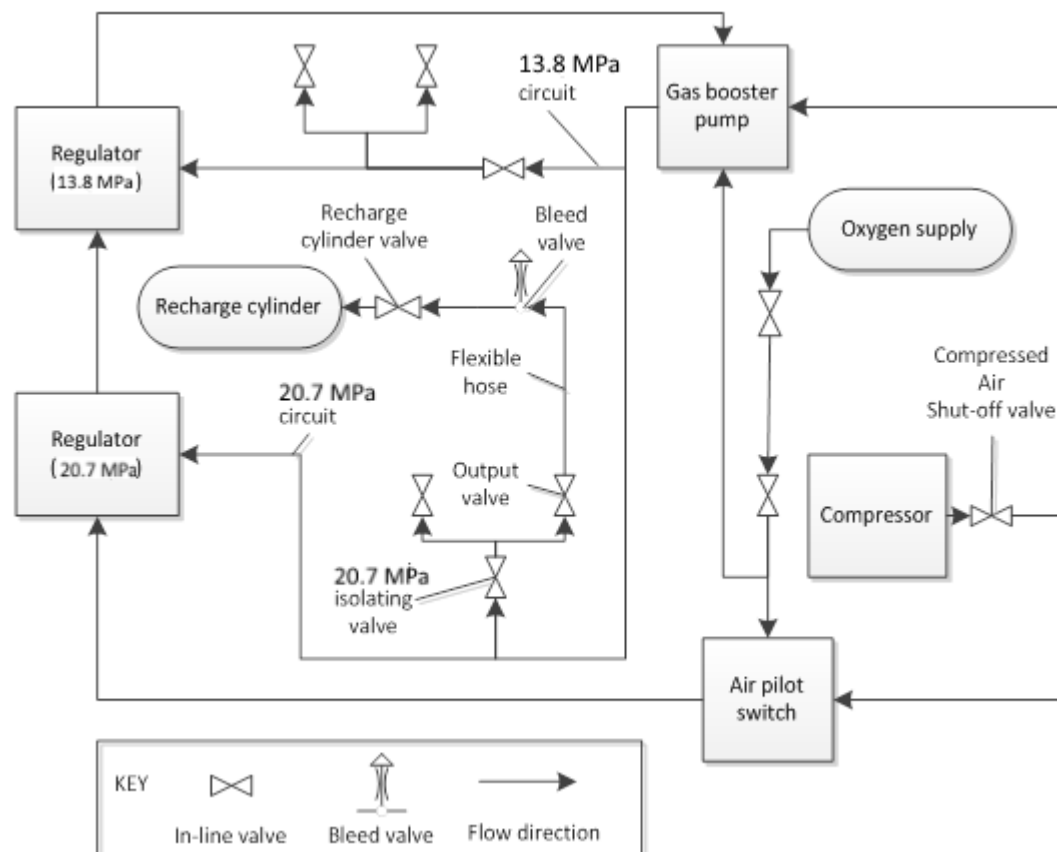 13.8 MPa
circuit
Gas booster
pump
Regulator
(13.8 MPa)
Recharge
cylinder valve
Bleed
valve
Oxygen supply
Recharge cylinder
Flexible
hose
Compressed
Air
Shut-off valve
20.7 MPa
circuit
Regulator
(20.7 MPa)
Output
valve
Compressor
20.7 MPa
isolating
valve
Air pilot
switch
KEY
In-line valve
Bleed valve
Flow direction